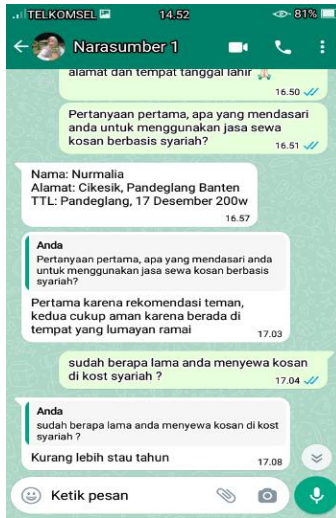 TELKOMSEL 14.52 81%
Narasumber 1
alamat dan tempat tanggal lahir 🙏🏻
16.50
Pertanyaan pertama, apa yang mendasari
anda untuk menggunakan jasa sewa
kosan berbasis syariah?
16.51
Nama: Nurmalia
Alamat: Cikesik, Pandeglang Banten
TTL: Pandeglang, 17 Desember 200w
16.57
Anda
Pertanyaan pertama, apa yang mendasari anda
untuk menggunakan jasa sewa kosan berbasis
syariah?
Pertama karena rekomendasi teman,
kedua cukup aman karena berada di
tempat yang lumayan ramai
17.03
sudah berapa lama anda menyewa kosan
di kost syariah ?
17.04
Anda
sudah berapa lama anda menyewa kosan di kost
syariah ?
Kurang lebih stau tahun
17.08
Ketik pesan